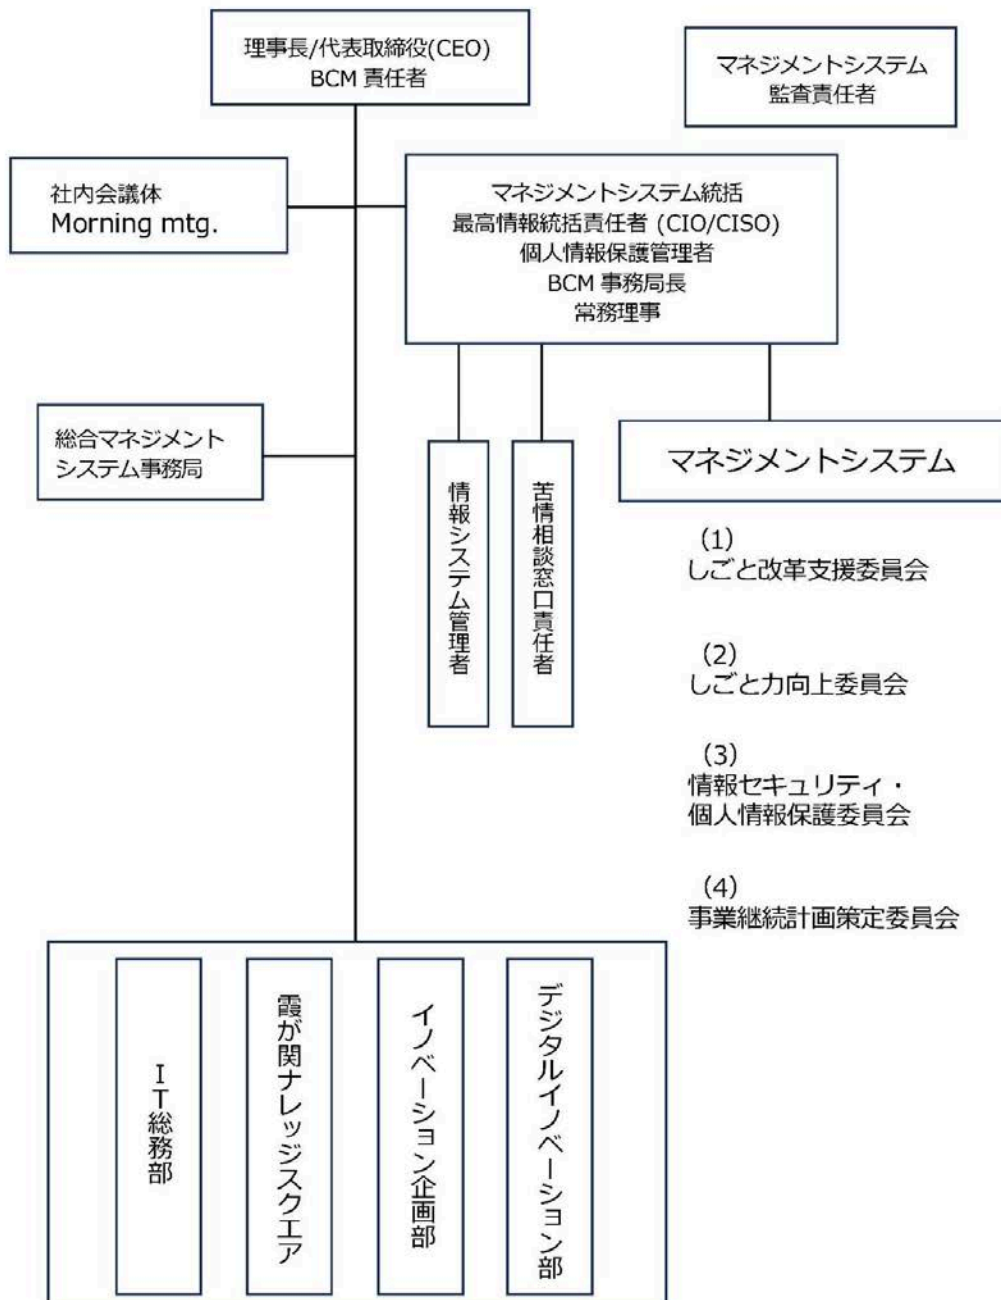 理事長/代表取締役(CEO)
BCM 責任者
マネジメントシステム
監査責任者
社内会議体
Morning mtg.
マネジメントシステム統括
最高情報統括責任者 (CIO/CISO)
個人情報保護管理者
BCM 事務局長
常務理事
総合マネジメント
システム事務局
情報システム管理者
苦情相談窓口責任者
マネジメントシステム
(1)
しごと改革支援委員会
(2)
しごと力向上委員会
(3)
情報セキュリティ・
個人情報保護委員会
(4)
事業継続計画策定委員会
IT総務部
霞が関ナレッジスクエア
イノベーション企画部
デジタルイノベーション部